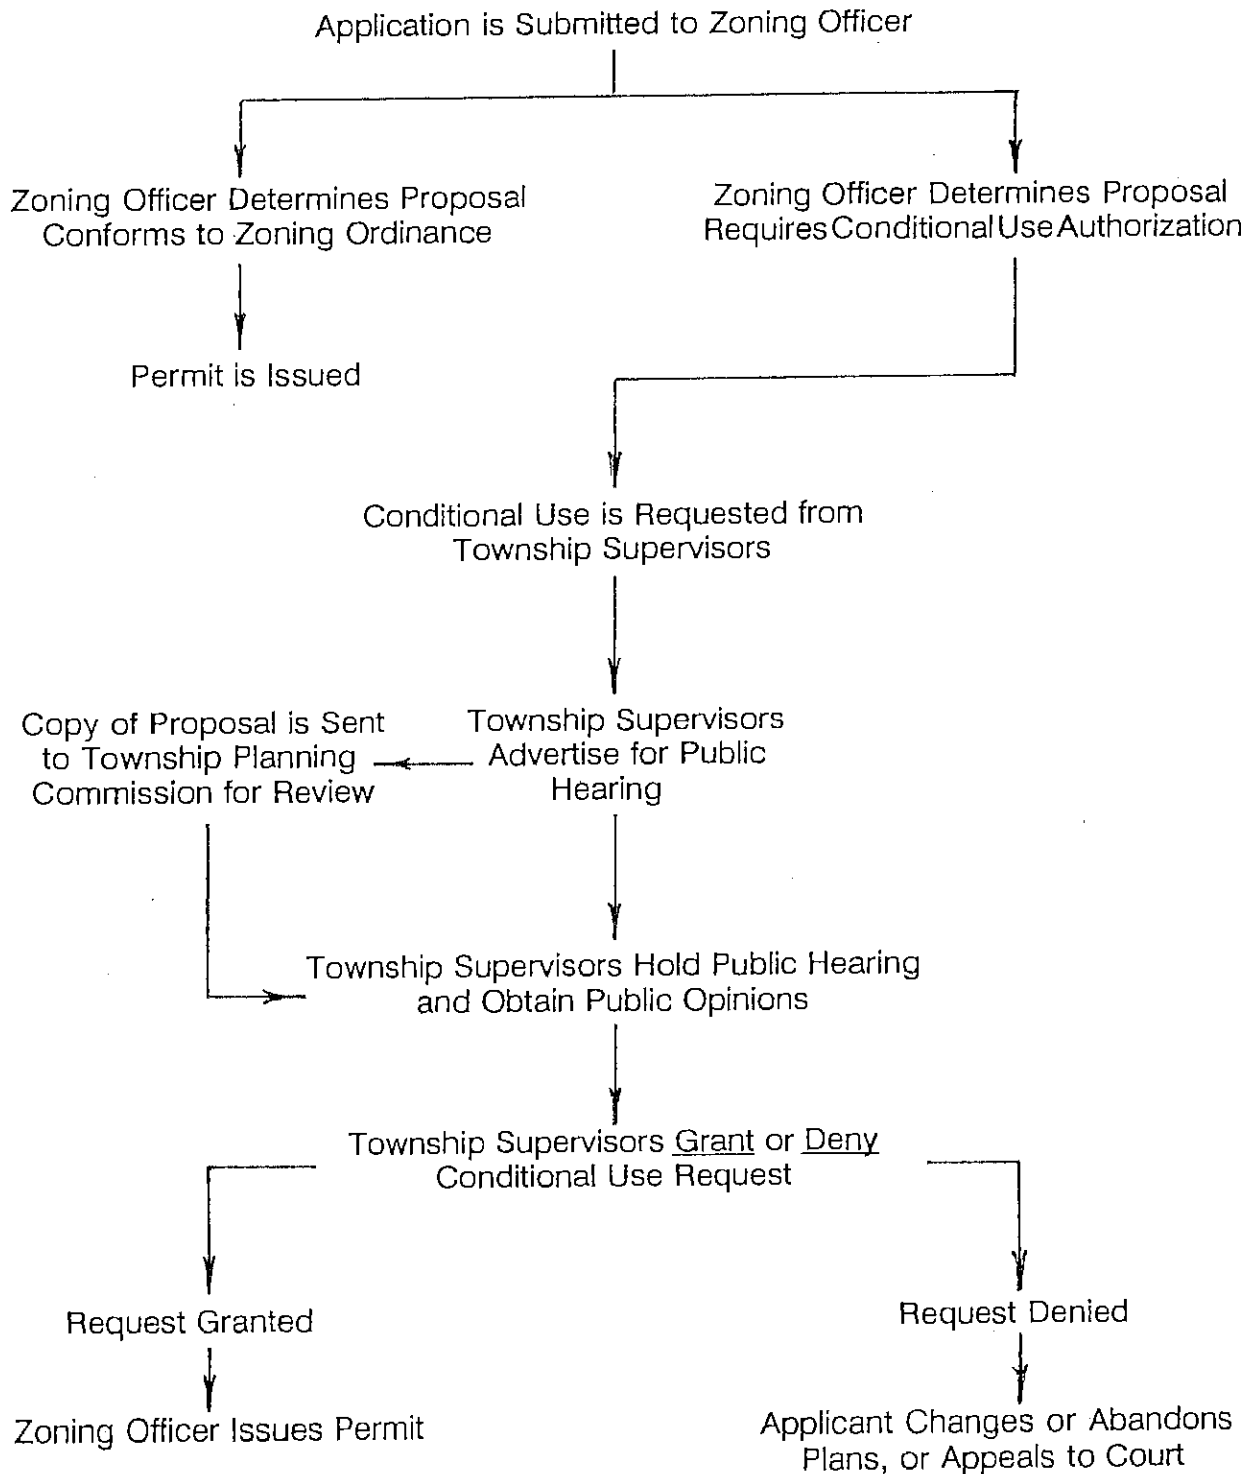 Application is Submitted to Zoning Officer
Zoning Officer Determines Proposal
Conforms to Zoning Ordinance
Zoning Officer Determines Proposal
Requires Conditional Use Authorization
Permit is Issued
Conditional Use is Requested from
Township Supervisors
Copy of Proposal is Sent
to Township Planning
Commission for Review
Township Supervisors
Advertise for Public
Hearing
Township Supervisors Hold Public Hearing
and Obtain Public Opinions
Township Supervisors Grant or Deny
Conditional Use Request
Request Granted
Request Denied
Zoning Officer Issues Permit
Applicant Changes or Abandons
Plans, or Appeals to Court